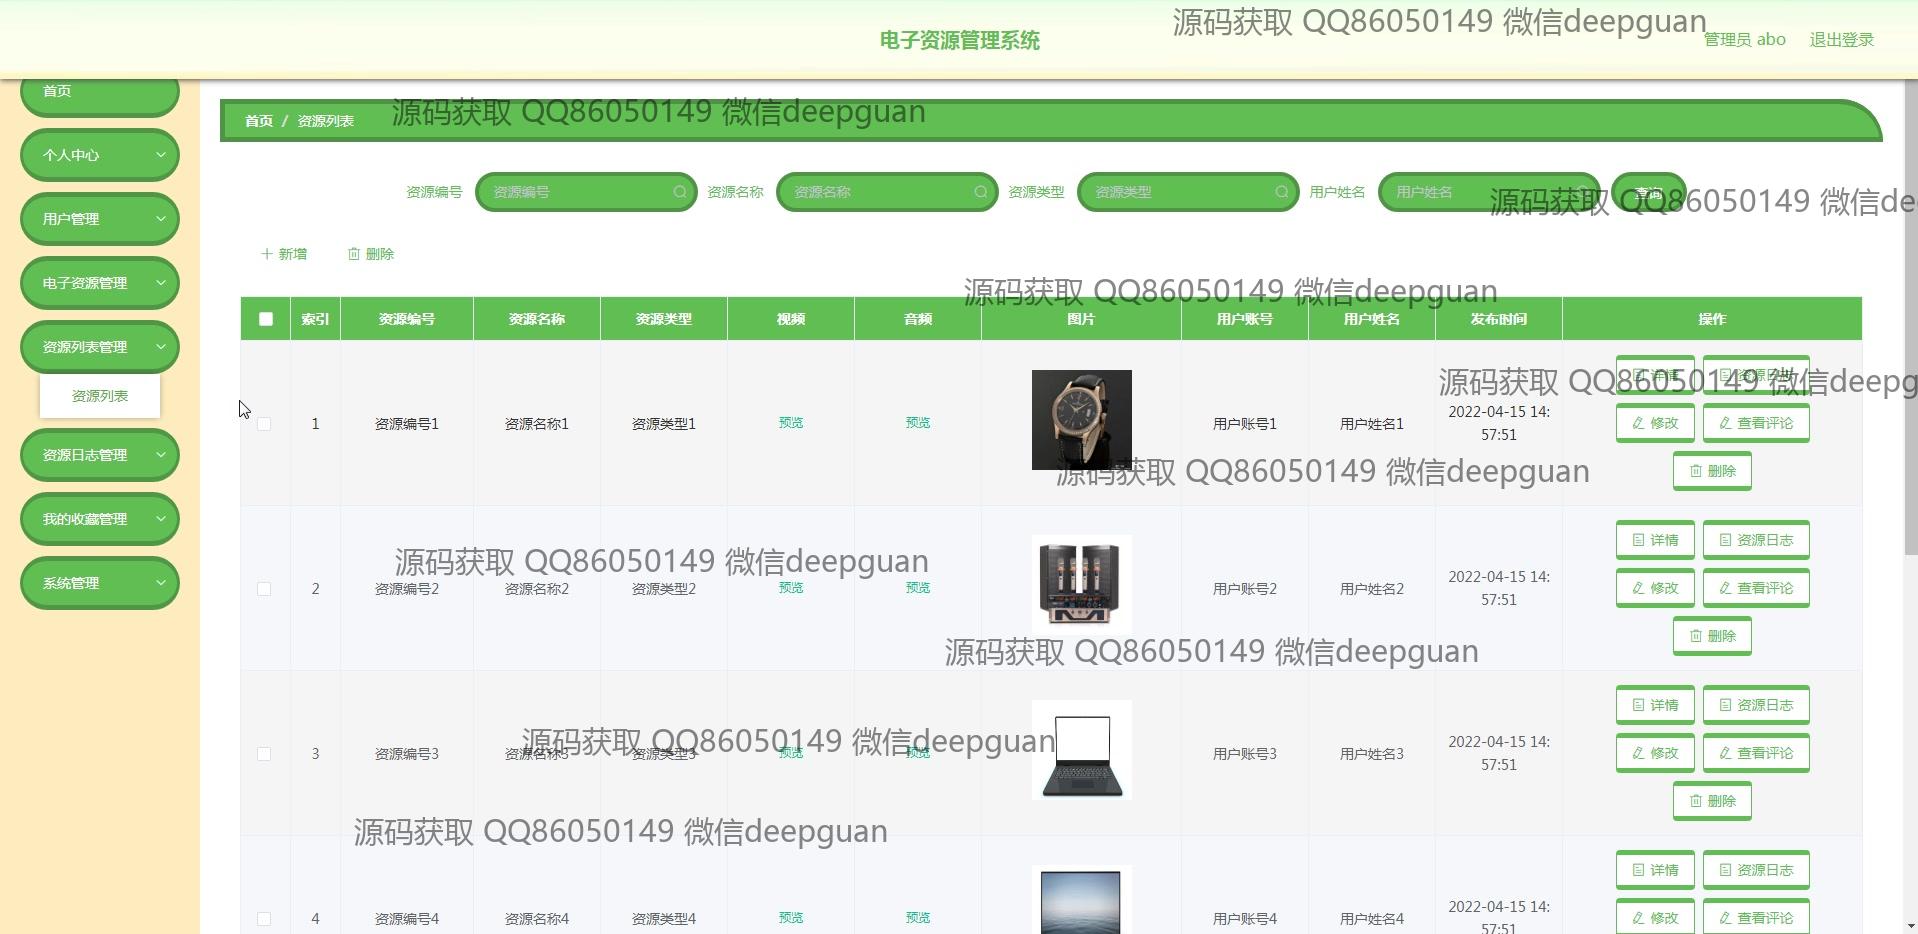 源码获取 QQ86050149 微信deepguan
电子资源管理系统
管理员 abo 退出登录
首页
个人中心
用户管理
电子资源管理
资源列表管理
资源列表
资源日志管理
我的收藏管理
系统管理
首页 / 资源列表
源码获取 QQ86050149 微信deepguan
资源编号 资源编号 资源名称 资源名称 资源类型 资源类型 用户姓名 用户姓名 查询
源码获取 QQ86050149 微信de
新增 删除
源码获取 QQ86050149 微信deepguan
索引 资源编号 资源名称 资源类型 视频 音频 图片 用户账号 用户姓名 发布时间 操作
详情 资源日志
源码获取 QQ86050149 微信deepg
1 资源编号1 资源名称1 资源类型1 预览 预览 用户账号1 用户姓名1 2022-04-15 14:
57:51
修改 查看评论
删除
源码获取 QQ86050149 微信deepguan
详情 资源日志
源码获取 QQ86050149 微信deepguan
2 资源编号2 资源名称2 资源类型2 预览 预览 用户账号2 用户姓名2 2022-04-15 14:
57:51
修改 查看评论
删除
源码获取 QQ86050149 微信deepguan
详情 资源日志
源码获取 QQ86050149 微信deepguan
3 资源编号3 资源名称3 资源类型3 预览 预览 用户账号3 用户姓名3 2022-04-15 14:
57:51
修改 查看评论
删除
源码获取 QQ86050149 微信deepguan
详情 资源日志
4 资源编号4 资源名称4 资源类型4 预览 预览 用户账号4 用户姓名4 2022-04-15 14:
57:51
修改 查看评论